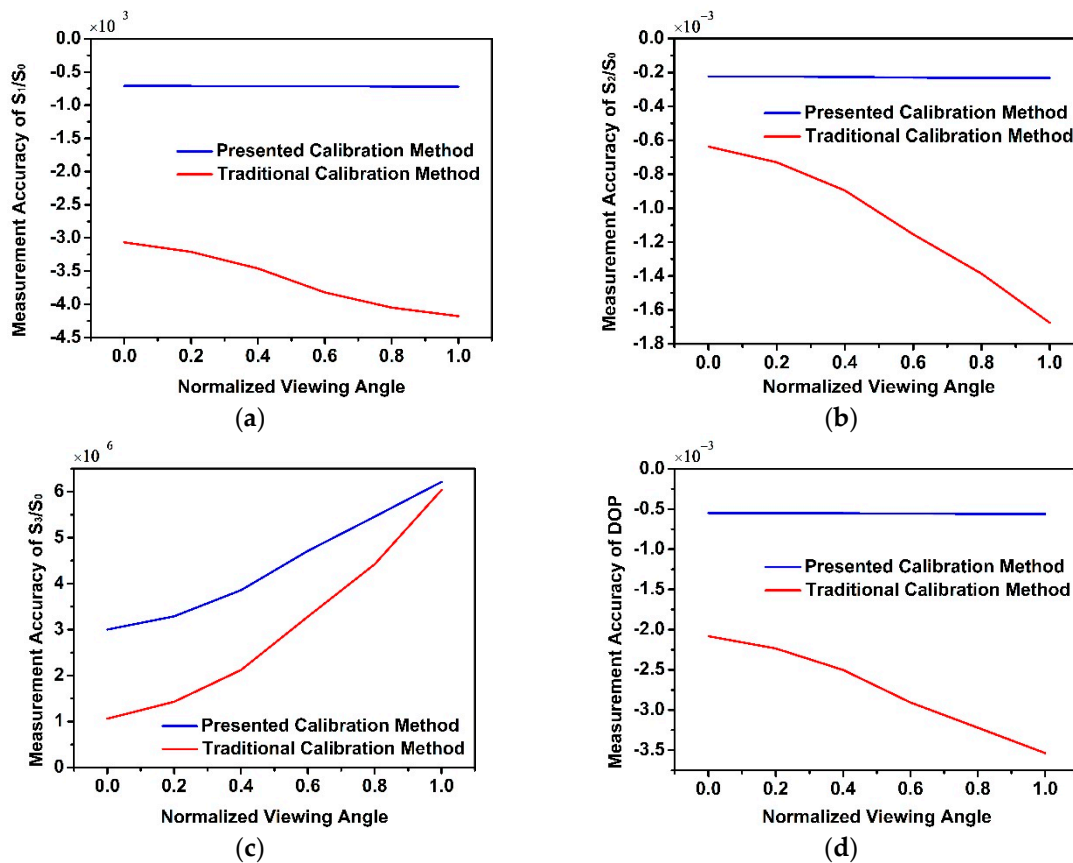 ×10 3
0.0
-0.5
-1.0
-1.5
-2.0
-2.5
-3.0
-3.5
-4.0
-4.5
Measurement Accuracy of S1/S0
Presented Calibration Method
Traditional Calibration Method
0.0 0.2 0.4 0.6 0.8 1.0
Normalized Viewing Angle
(a)
×10−3
0.0
-0.2
-0.4
-0.6
-0.8
-1.0
-1.2
-1.4
-1.6
-1.8
Measurement Accuracy of S2/S0
Presented Calibration Method
Traditional Calibration Method
0.0 0.2 0.4 0.6 0.8 1.0
Normalized Viewing Angle
(b)
×10 6
6
5
4
3
2
1
0
Measurement Accuracy of S3/S0
Presented Calibration Method
Traditional Calibration Method
0.0 0.2 0.4 0.6 0.8 1.0
Normalized Viewing Angle
(c)
×10−3
0.0
-0.5
-1.0
-1.5
-2.0
-2.5
-3.0
-3.5
Measurement Accuracy of DOP
Presented Calibration Method
Traditional Calibration Method
0.0 0.2 0.4 0.6 0.8 1.0
Normalized Viewing Angle
(d)